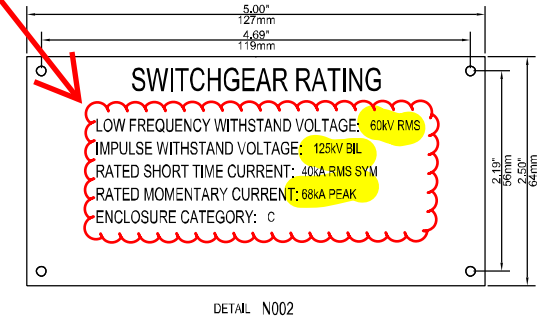 5.00"
127mm
4.69"
119mm
SWITCHGEAR RATING
LOW FREQUENCY WITHSTAND VOLTAGE: 60kV RMS
IMPULSE WITHSTAND VOLTAGE: 125kV BIL
RATED SHORT TIME CURRENT: 40kA RMS SYM
RATED MOMENTARY CURRENT: 68kA PEAK
ENCLOSURE CATEGORY: C
2.19"
56mm
2.50"
64mm
DETAIL N002